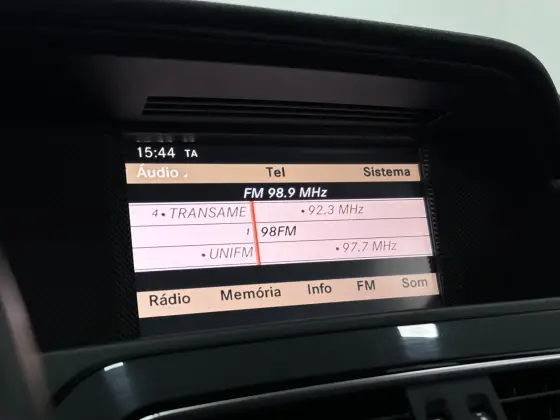 15:44 TA
Áudio Tel Sistema
FM 98.9 MHz
4•TRANSAME •92.3 MHz
1 98FM
•UNIFM •97.7 MHz
Rádio Memória Info FM Som